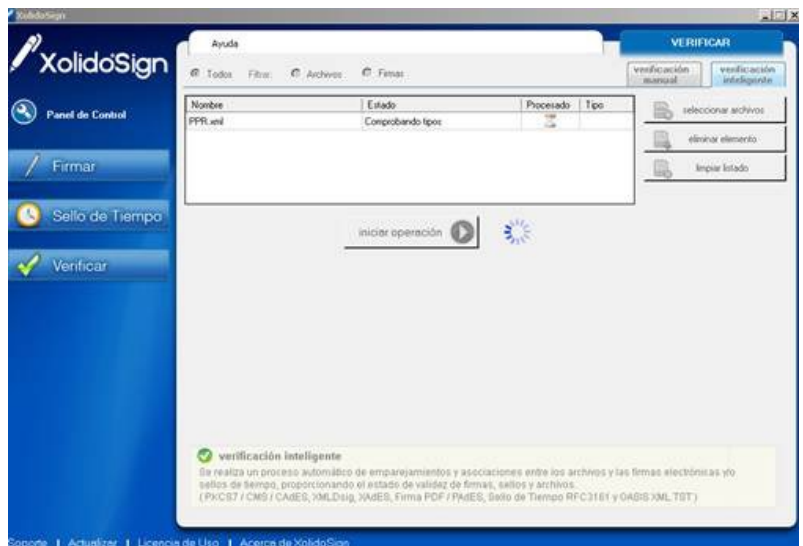 XolidoSign
XolidoSign
Ayuda
VERIFICAR
Todos Filtrar: Archivos Firmas
verificación manual
verificación inteligente
Panel de Control
Firmar
Sello de Tiempo
Verificar
Nombre Estado Procesado Tipo
PPR.xml Comprobando tipos
seleccionar archivos
eliminar elemento
limpiar listado
iniciar operación
verificación inteligente
Se realiza un proceso automático de emparejamientos y asociaciones entre los archivos y las firmas electrónicas y/o
sellos de tiempo, proporcionando el estado de validez de firmas, sellos y archivos.
(PKCS7 / CMS / CAdES, XMLDsig, XAdES, Firma PDF / PAdES, Sello de Tiempo RFC3161 y OASIS XML TST)
Soporte | Actualizar | Licencia de Uso | Acerca de XolidoSign